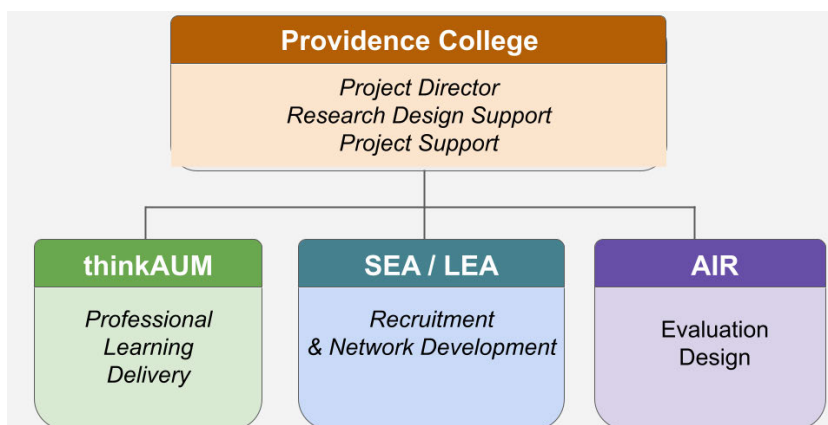 Providence College
Project Director
Research Design Support
Project Support
thinkAUM
Professional
Learning
Delivery
SEA / LEA
Recruitment
& Network Development
AIR
Evaluation
Design